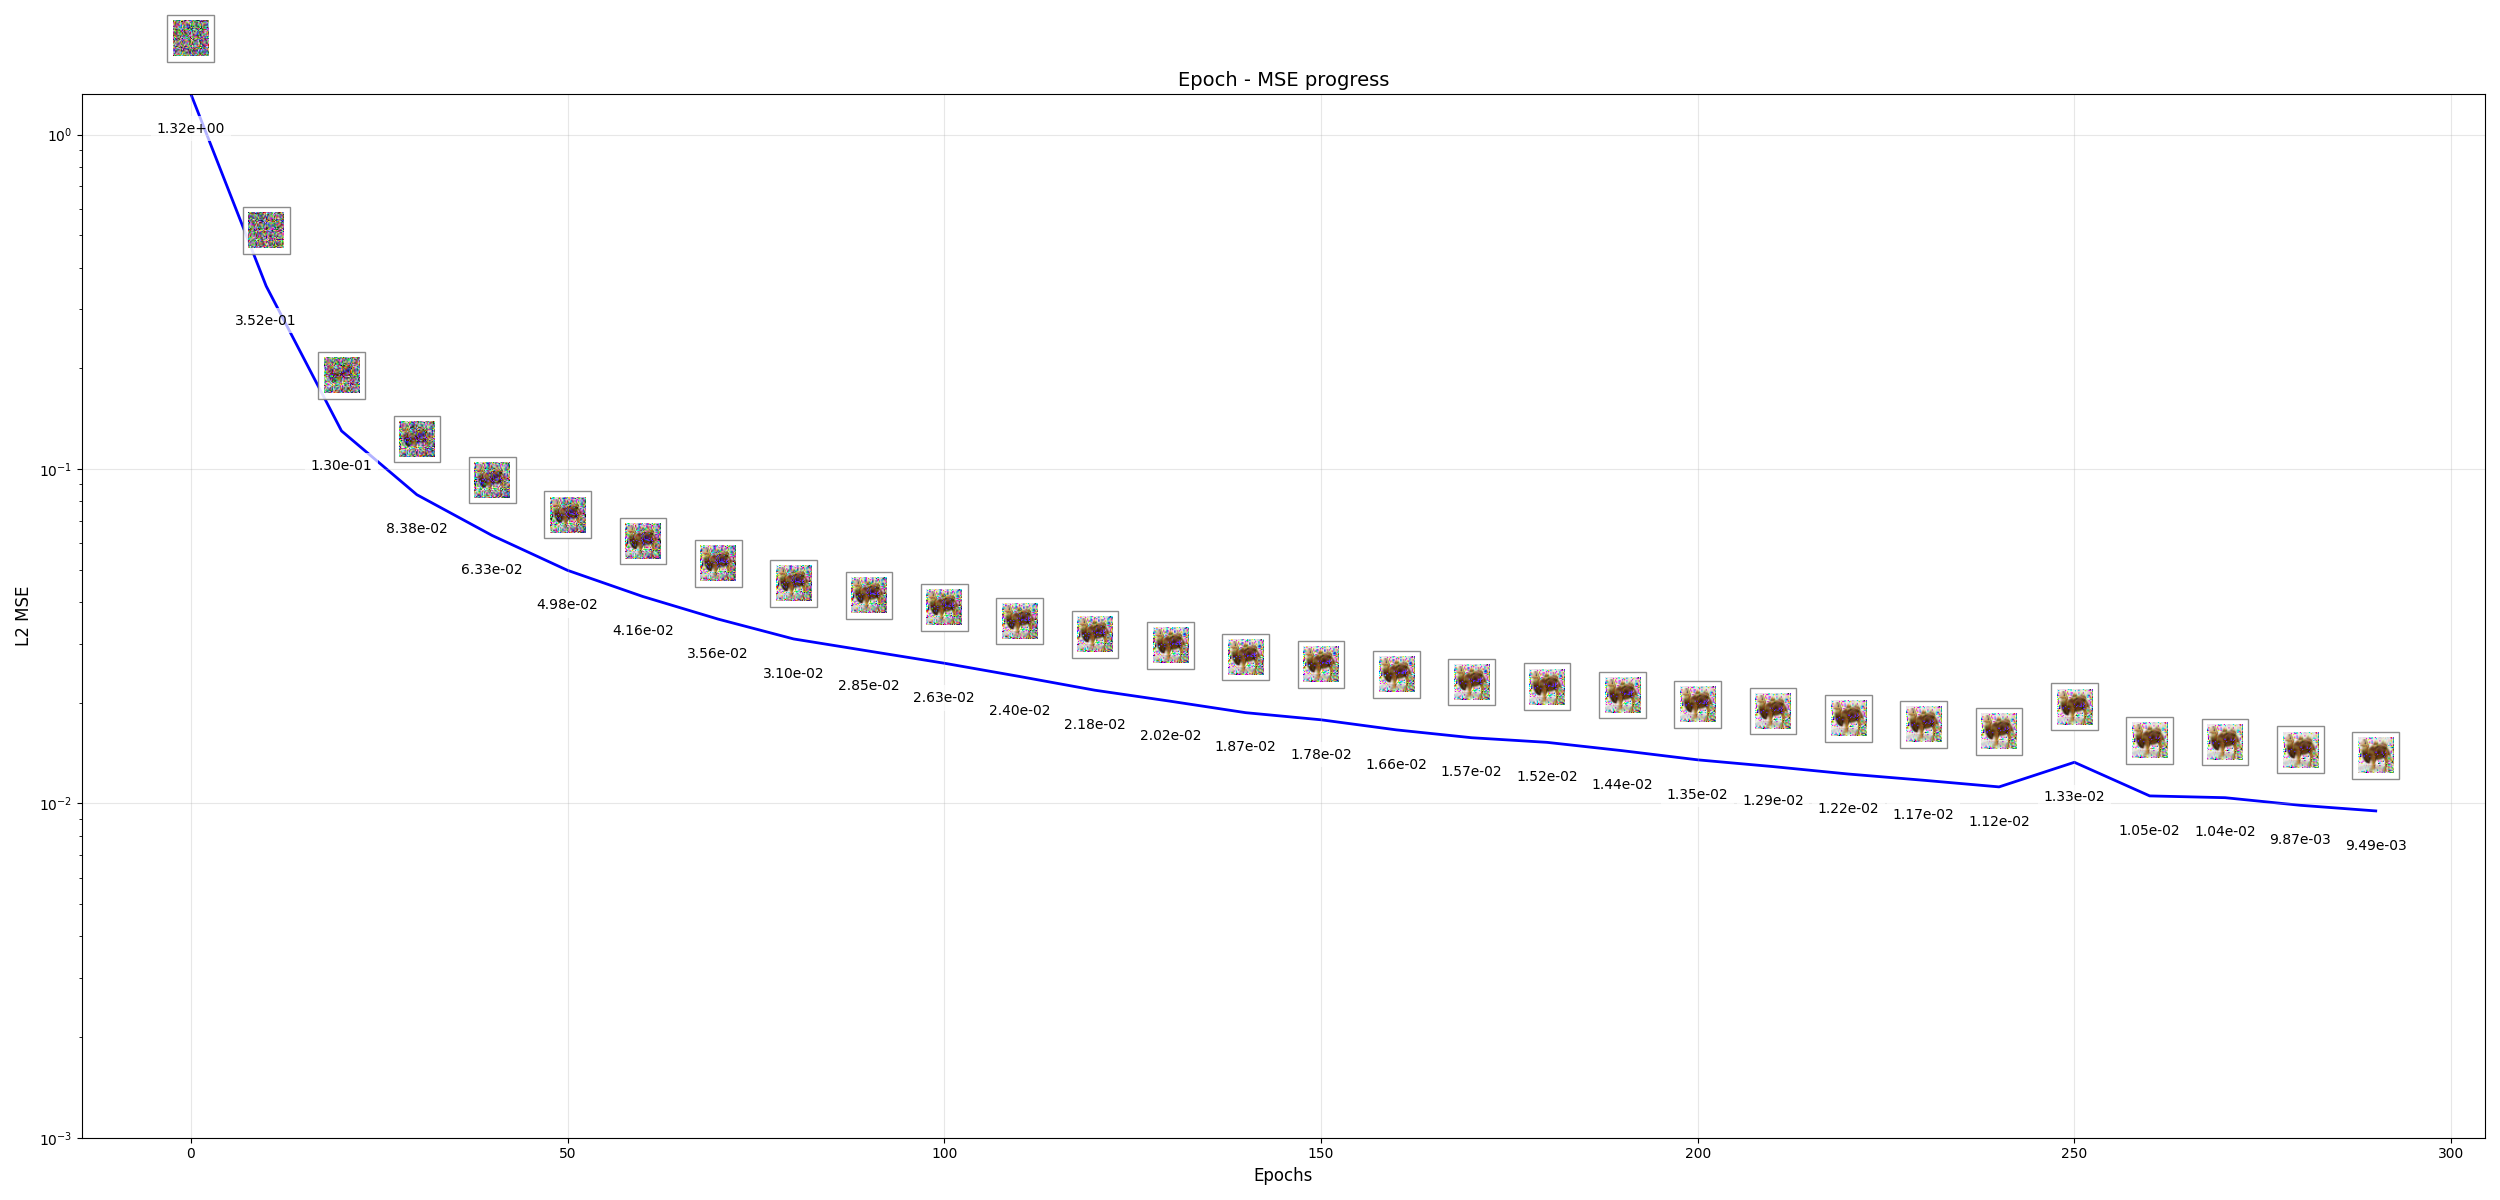 Epoch - MSE progress
10⁰
10⁻¹
10⁻²
10⁻³
L2 MSE
1.32e+00
3.52e-01
1.30e-01
8.38e-02
6.33e-02
4.98e-02
4.16e-02
3.56e-02
3.10e-02
2.85e-02
2.63e-02
2.40e-02
2.18e-02
2.02e-02
1.87e-02
1.78e-02
1.66e-02
1.57e-02
1.52e-02
1.44e-02
1.35e-02
1.29e-02
1.22e-02
1.17e-02
1.12e-02
1.33e-02
1.05e-02
1.04e-02
9.87e-03
9.49e-03
0 50 100 150 200 250 300
Epochs